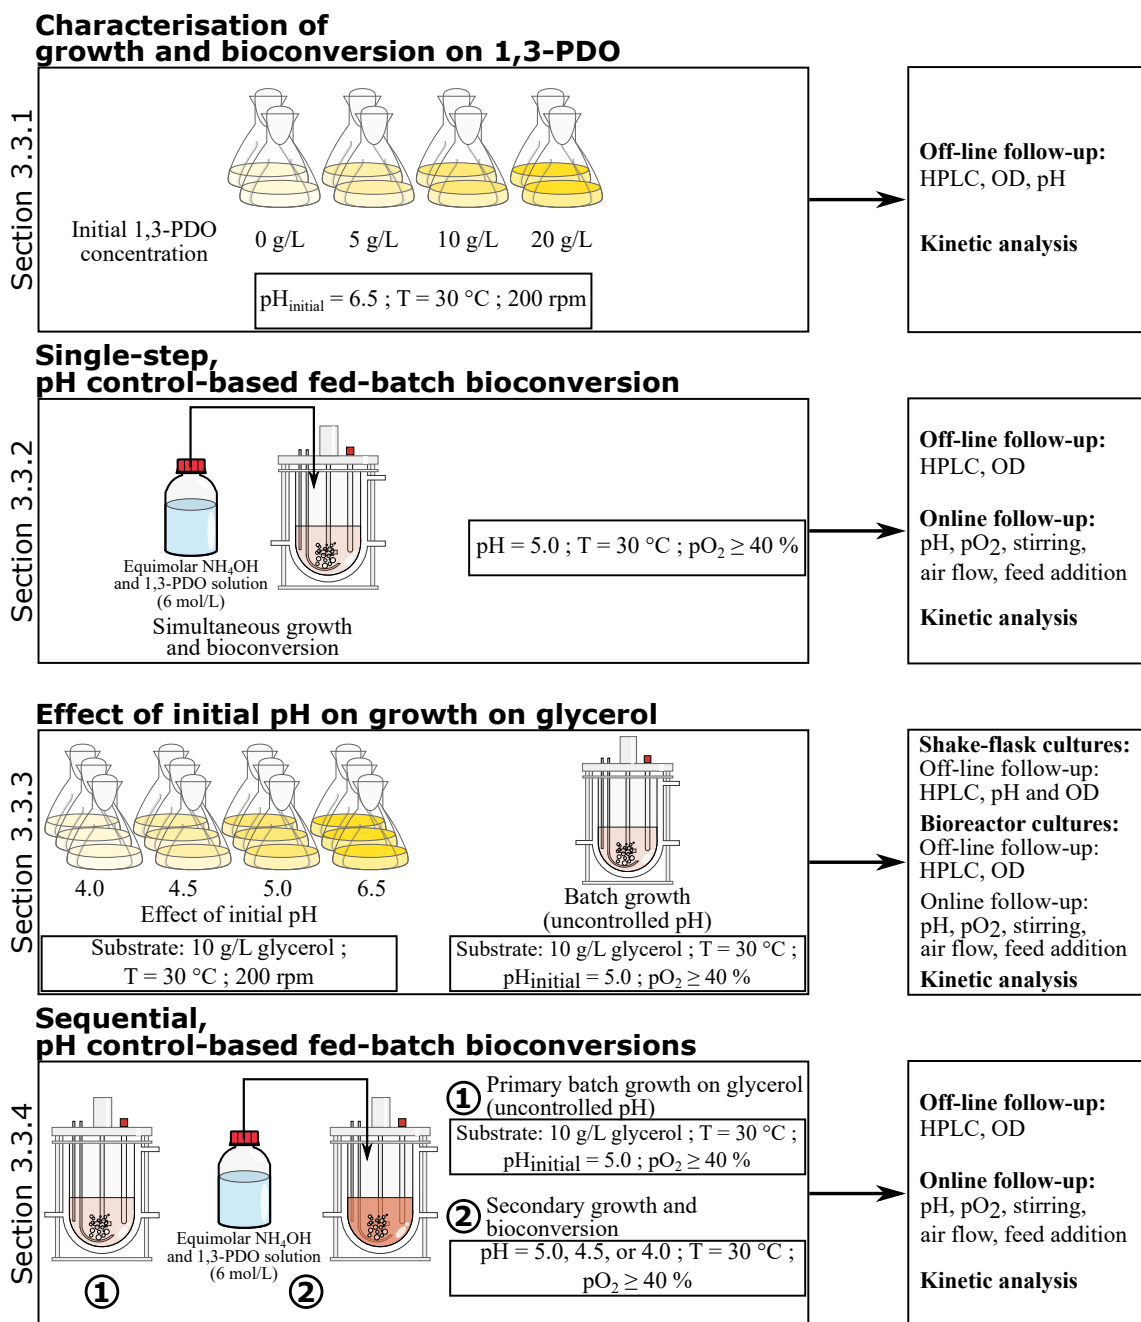 Characterisation of
growth and bioconversion on 1,3-PDO
Section 3.3.1
Initial 1,3-PDO
concentration
0 g/L
5 g/L
10 g/L
20 g/L
pHinitial = 6.5 ; T = 30 °C ; 200 rpm
Off-line follow-up:
HPLC, OD, pH
Kinetic analysis
Single-step,
pH control-based fed-batch bioconversion
Section 3.3.2
Equimolar NH4OH
and 1,3-PDO solution
(6 mol/L)
Simultaneous growth
and bioconversion
pH = 5.0 ; T = 30 °C ; pO2 ≥ 40 %
Off-line follow-up:
HPLC, OD
Online follow-up:
pH, pO2, stirring,
air flow, feed addition
Kinetic analysis
Effect of initial pH on growth on glycerol
Section 3.3.3
4.0
4.5
5.0
6.5
Effect of initial pH
Substrate: 10 g/L glycerol ;
T = 30 °C ; 200 rpm
Batch growth
(uncontrolled pH)
Substrate: 10 g/L glycerol ; T = 30 °C ;
pHinitial = 5.0 ; pO2 ≥ 40 %
Shake-flask cultures:
Off-line follow-up:
HPLC, pH and OD
Bioreactor cultures:
Off-line follow-up:
HPLC, OD
Online follow-up:
pH, pO2, stirring,
air flow, feed addition
Kinetic analysis
Sequential,
pH control-based fed-batch bioconversions
Section 3.3.4
1
Equimolar NH4OH
and 1,3-PDO solution
(6 mol/L)
2
1 Primary batch growth on glycerol
(uncontrolled pH)
Substrate: 10 g/L glycerol ; T = 30 °C ;
pHinitial = 5.0 ; pO2 ≥ 40 %
2 Secondary growth and
bioconversion
pH = 5.0, 4.5, or 4.0 ; T = 30 °C ;
pO2 ≥ 40 %
Off-line follow-up:
HPLC, OD
Online follow-up:
pH, pO2, stirring,
air flow, feed addition
Kinetic analysis